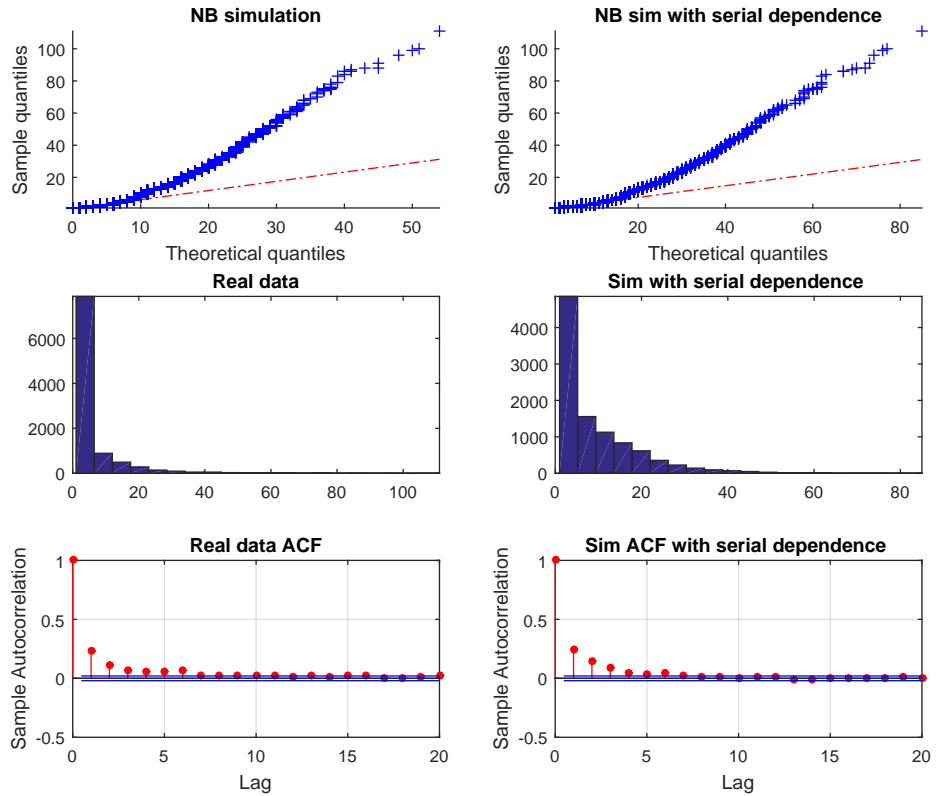 NB simulation
NB sim with serial dependence
Sample quantiles
100
80
60
40
20
0 10 20 30 40 50
Theoretical quantiles
Sample quantiles
100
80
60
40
20
20 40 60 80
Theoretical quantiles
Real data
6000
4000
2000
0
0 20 40 60 80 100
Sim with serial dependence
4000
3000
2000
1000
0
0 20 40 60 80
Real data ACF
Sample Autocorrelation
1
0.5
0
-0.5
0 5 10 15 20
Lag
Sim ACF with serial dependence
Sample Autocorrelation
1
0.5
0
-0.5
0 5 10 15 20
Lag